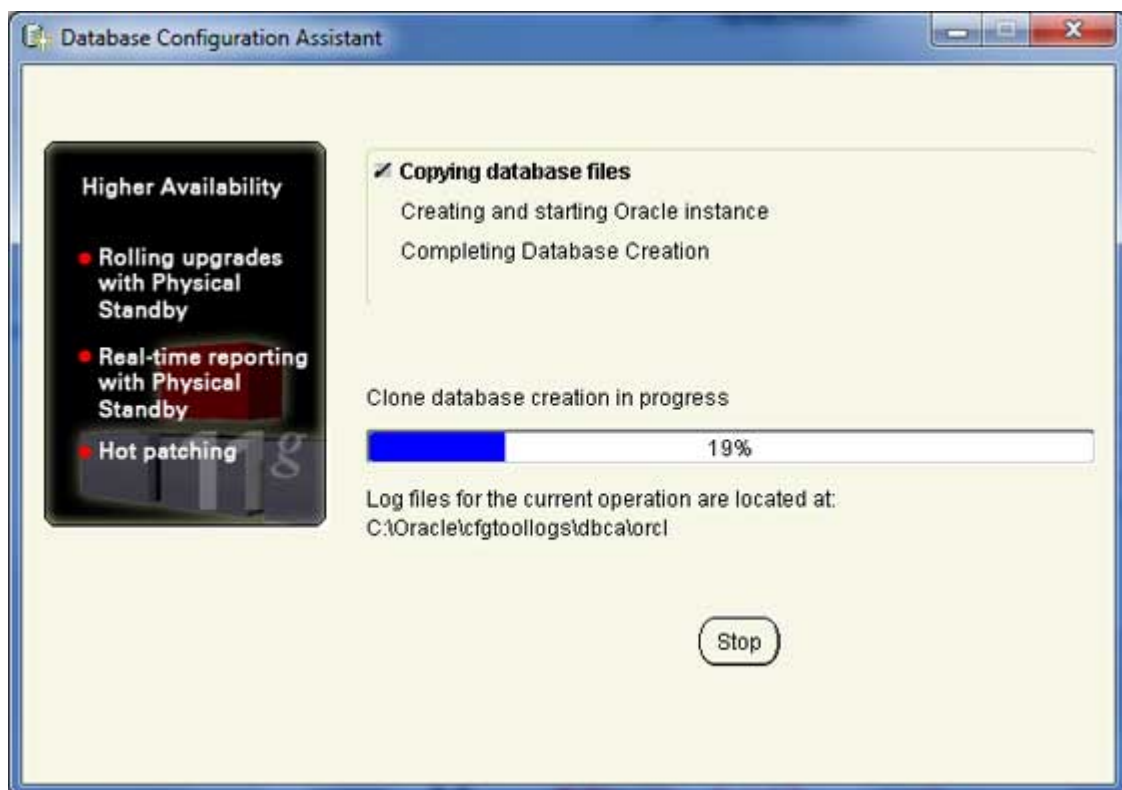 Database Configuration Assistant
Higher Availability
Rolling upgrades
with Physical
Standby
Real-time reporting
with Physical
Standby
Hot patching
11g
Copying database files
Creating and starting Oracle instance
Completing Database Creation
Clone database creation in progress
19%
Log files for the current operation are located at:
C:\Oracle\cfgtoollogs\dbca\orcl
Stop